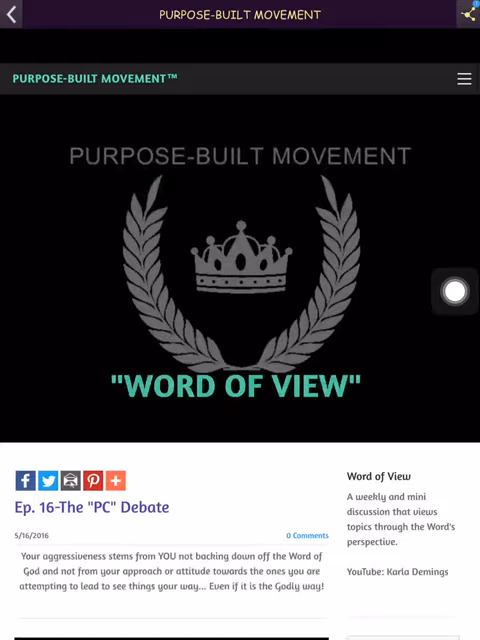 PURPOSE-BUILT MOVEMENT
PURPOSE-BUILT MOVEMENT™
PURPOSE-BUILT MOVEMENT
"WORD OF VIEW"
Ep. 16-The "PC" Debate
5/16/2016
0 Comments
Your aggressiveness stems from YOU not backing down off the Word of
God and not from your approach or attitude towards the ones you are
attempting to lead to see things your way... Even if it is the Godly way!
Word of View
A weekly and mini
discussion that views
topics through the Word's
perspective.
YouTube: Karla Demings